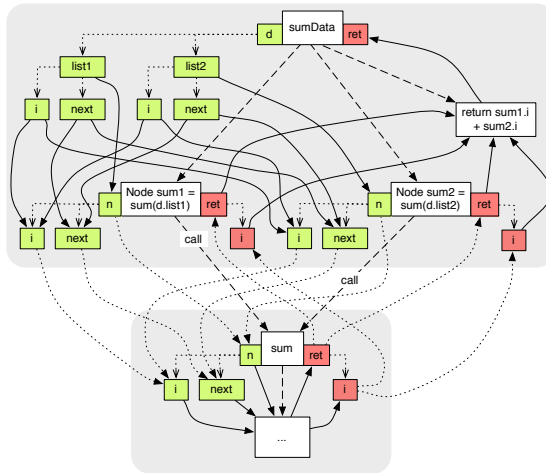 d sumData ret
list1 list2
i next i next
return sum1.i
+ sum2.i
n Node sum1 =
sum(d.list1) ret
n Node sum2 =
sum(d.list2) ret
i next i i next i
call
call
n sum ret
i next i
...